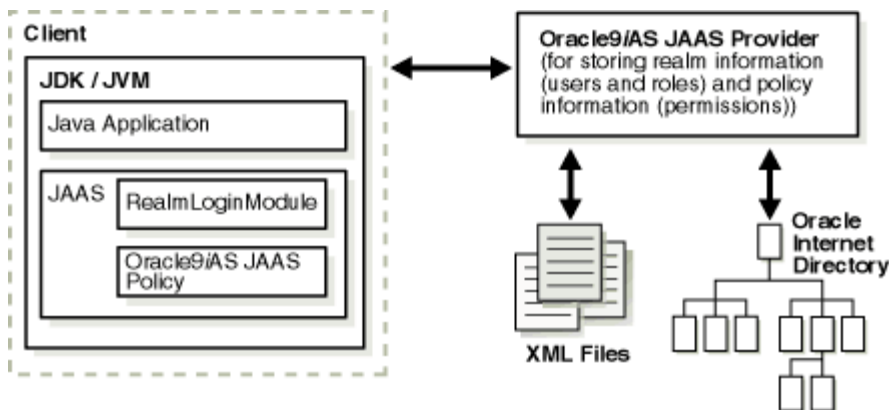 Client
JDK / JVM
Java Application
JAAS
RealmLoginModule
Oracle9iAS JAAS
Policy
Oracle9iAS JAAS Provider
(for storing realm information
(users and roles) and policy
information (permissions))
XML Files
Oracle
Internet
Directory